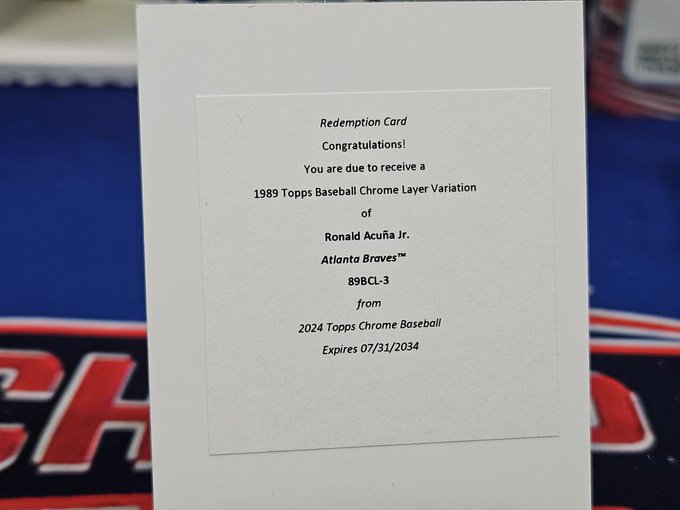 Redemption Card
Congratulations!
You are due to receive a
1989 Topps Baseball Chrome Layer Variation
of
Ronald Acuña Jr.
Atlanta Braves™
89BCL-3
from
2024 Topps Chrome Baseball
Expires 07/31/2034